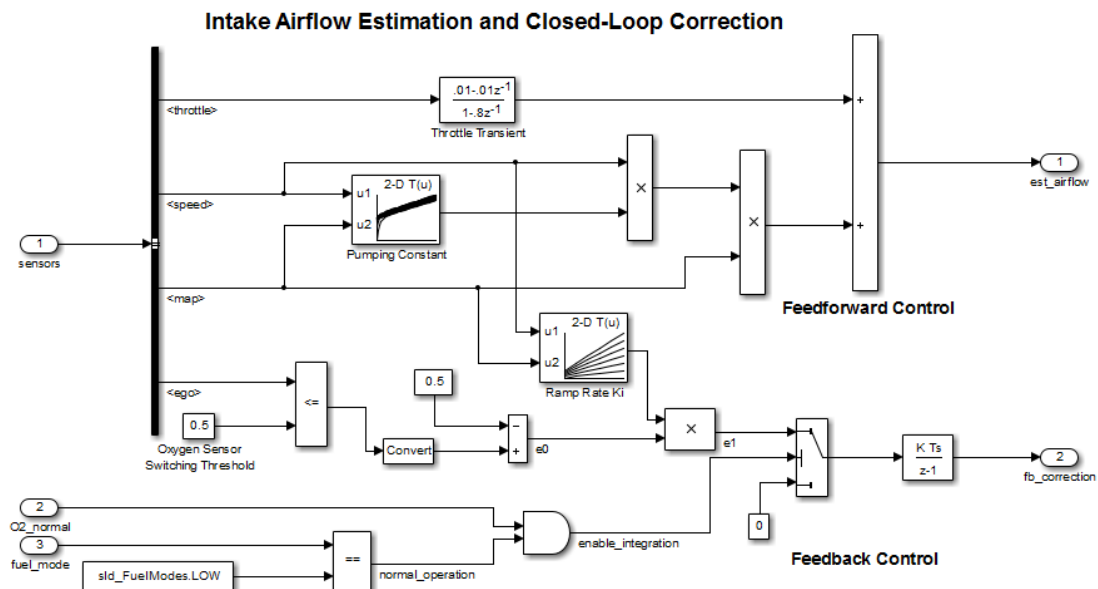 Intake Airflow Estimation and Closed-Loop Correction
<throttle>
.01-.01z-1
1-.8z-1
Throttle Transient
+
1
est_airflow
<speed>
2-D T(u)
u1
u2
Pumping Constant
×
×
+
1
sensors
<map>
Feedforward Control
2-D T(u)
u1
u2
Ramp Rate Ki
<ego>
0.5
Oxygen Sensor
Switching Threshold
<=
Convert
0.5
−
+
e0
×
e1
0
K Ts
z-1
2
fb_correction
2
O2_normal
3
fuel_mode
sld_FuelModes.LOW
==
normal_operation
enable_integration
Feedback Control